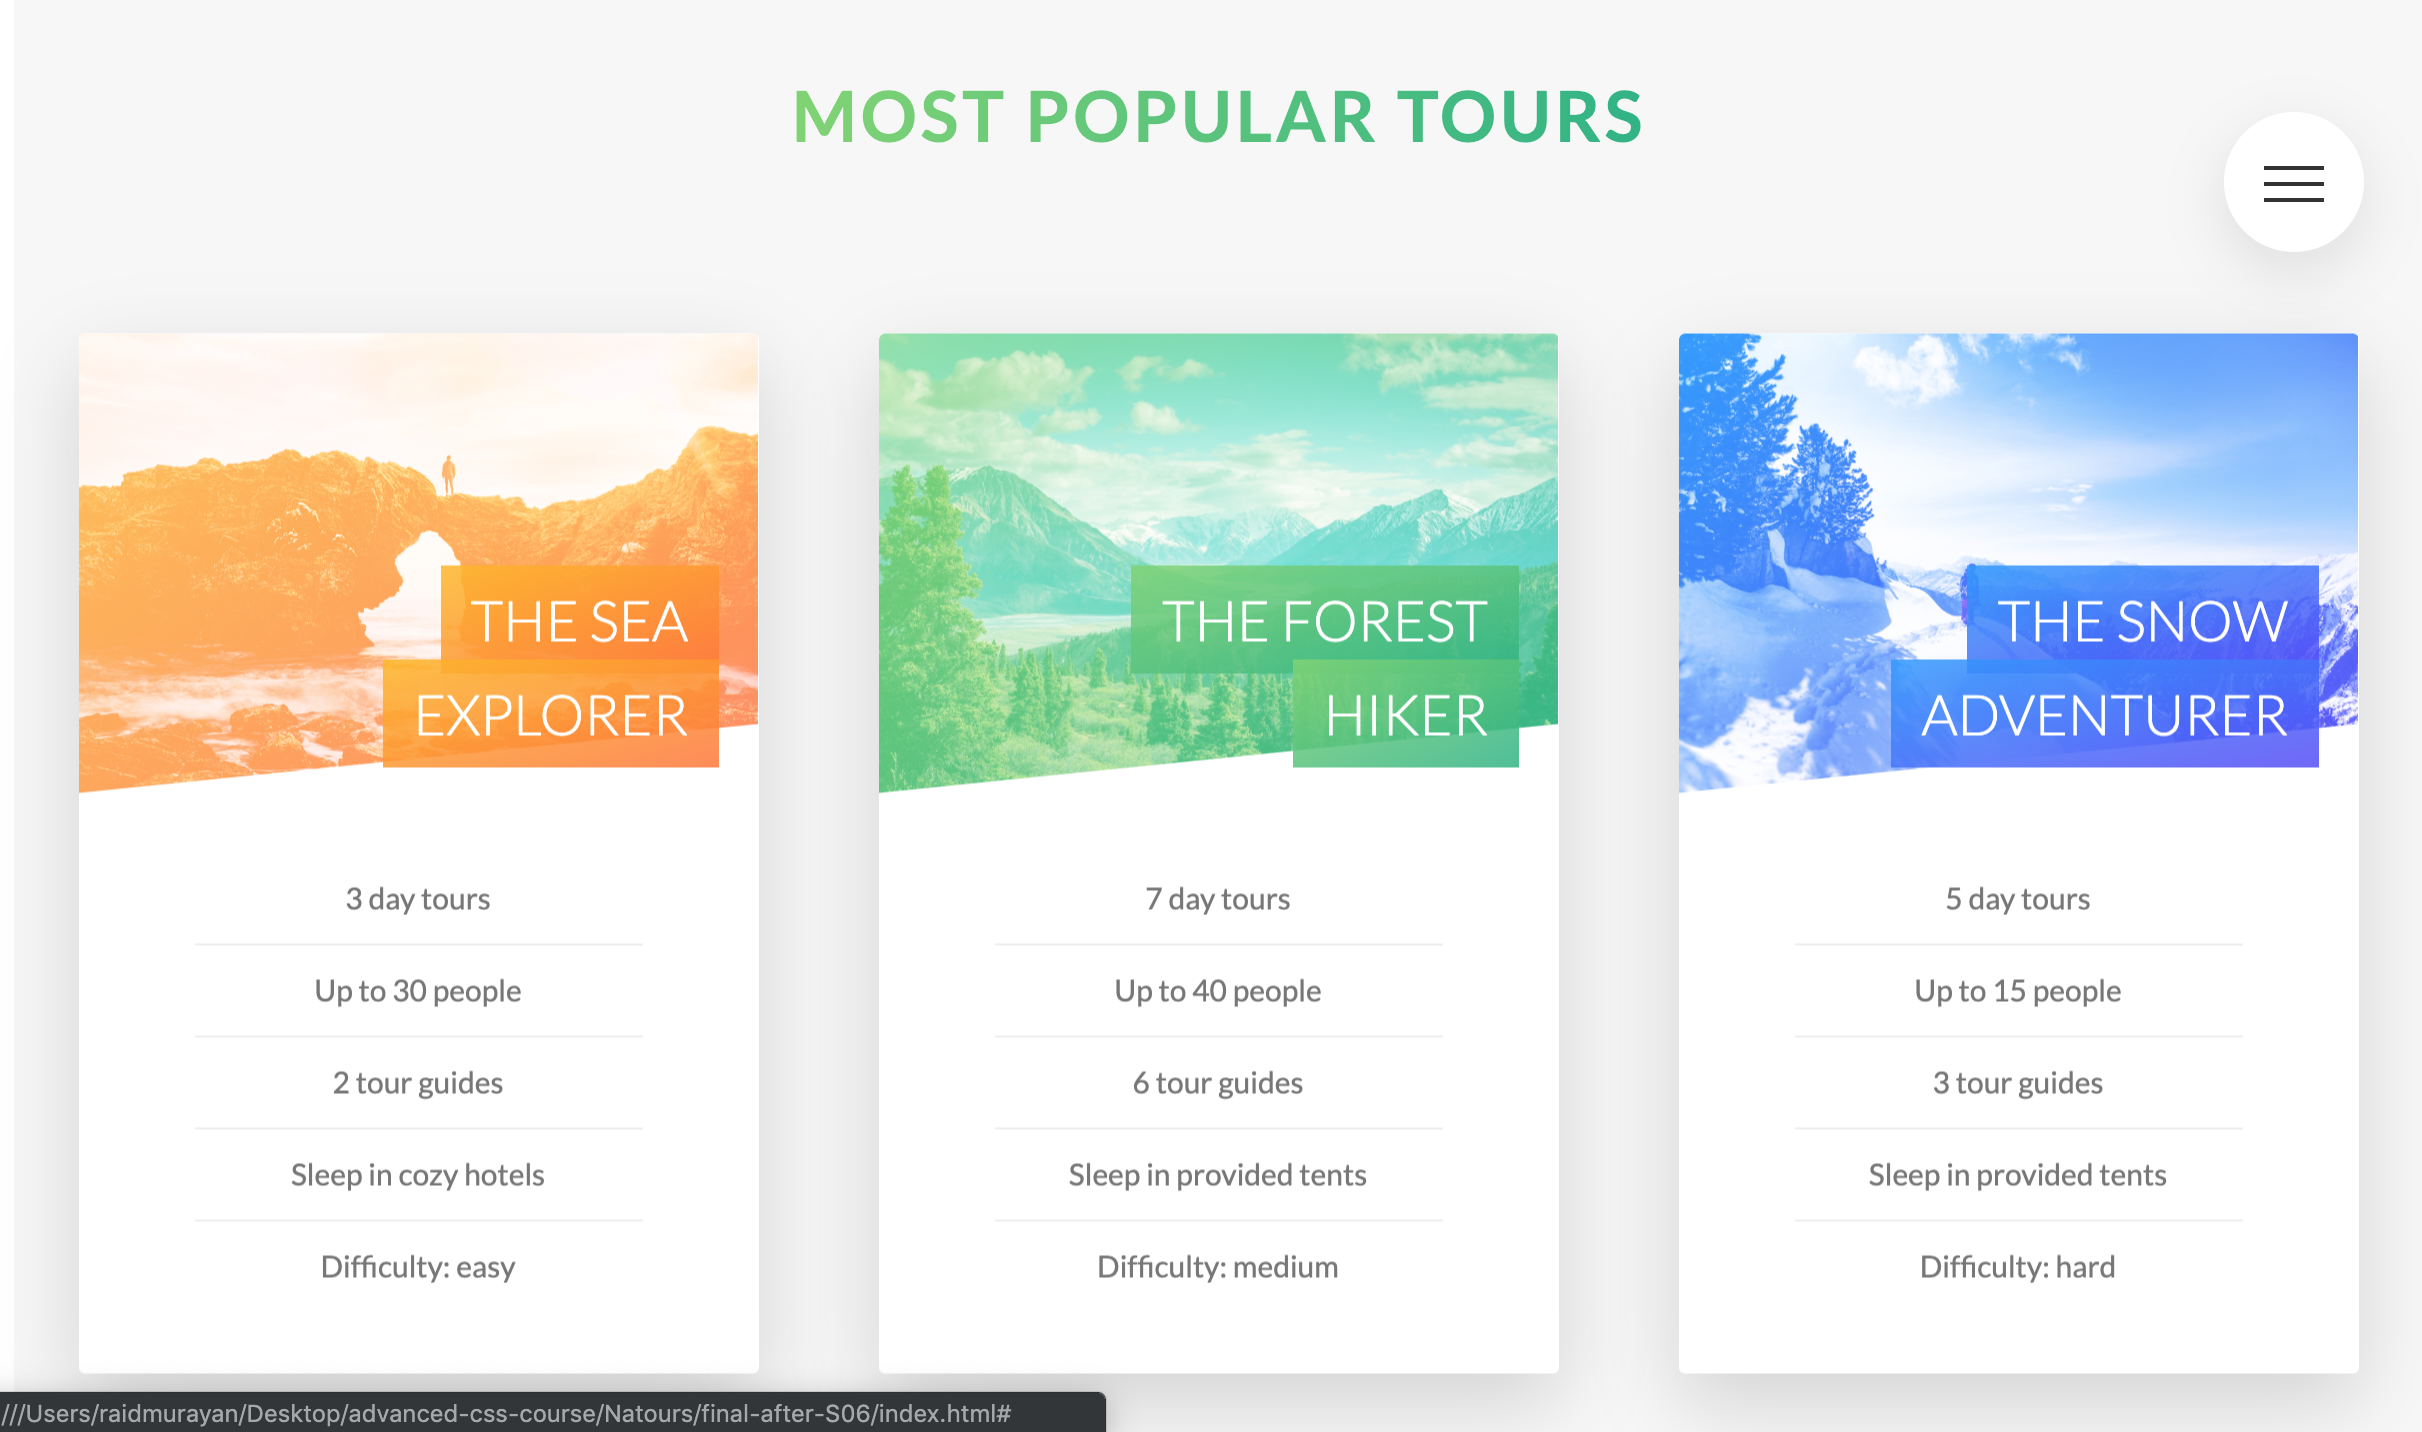 MOST POPULAR TOURS
THE SEA
EXPLORER
3 day tours
Up to 30 people
2 tour guides
Sleep in cozy hotels
Difficulty: easy
THE FOREST
HIKER
7 day tours
Up to 40 people
6 tour guides
Sleep in provided tents
Difficulty: medium
THE SNOW
ADVENTURER
5 day tours
Up to 15 people
3 tour guides
Sleep in provided tents
Difficulty: hard
///Users/raidmurayan/Desktop/advanced-css-course/Natours/final-after-S06/index.html#